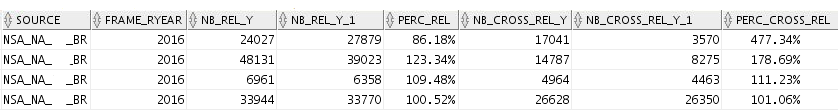 SOURCE FRAME_RYEAR NB_REL_Y NB_REL_Y_1 PERC_REL NB_CROSS_REL_Y NB_CROSS_REL_Y_1 PERC_CROSS_REL
NSA_NA_ _BR 2016 24027 27879 86.18% 17041 3570 477.34%
NSA_NA_ _BR 2016 48131 39023 123.34% 14787 8275 178.69%
NSA_NA_ _BR 2016 6961 6358 109.48% 4964 4463 111.23%
NSA_NA_ _BR 2016 33944 33770 100.52% 26628 26350 101.06%